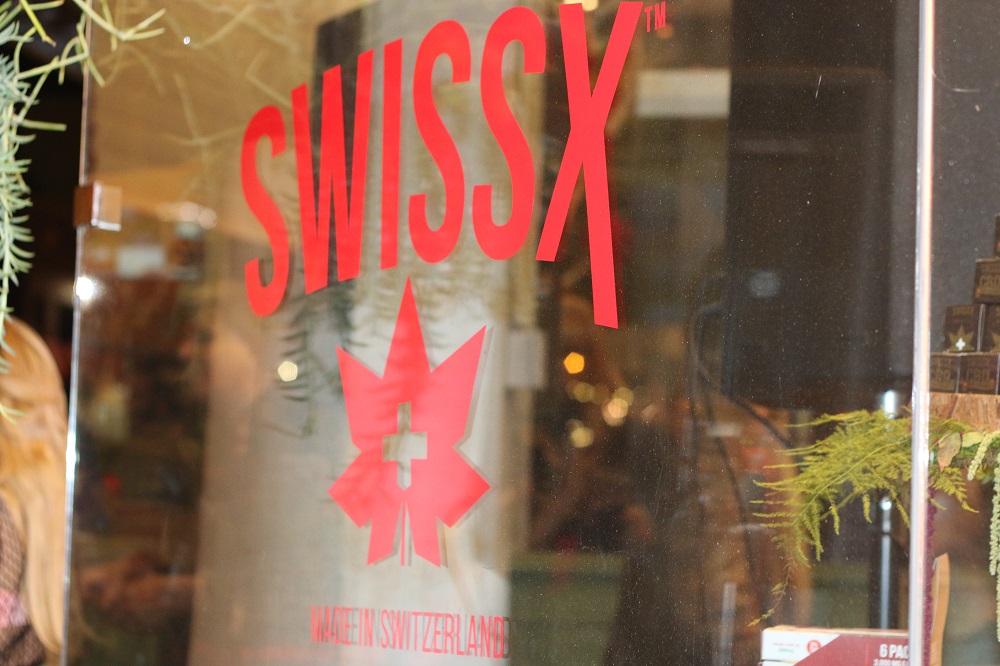 SWISSX™
MADE IN SWITZERLAND
6 PAC